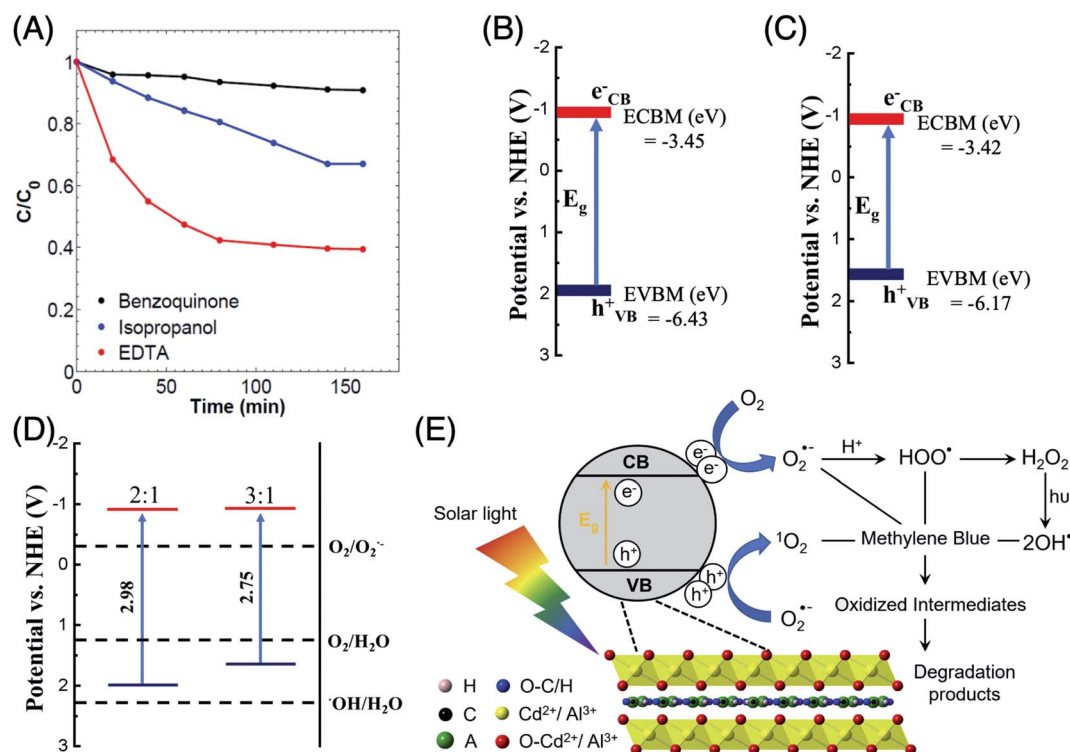 (A)
1
0.8
0.6
0.4
0.2
0
C/C0
Benzoquinone
Isopropanol
EDTA
0 50 100 150
Time (min)
(B)
-2
-1
0
1
2
3
Potential vs. NHE (V)
e-CB
ECBM (eV)
= -3.45
Eg
EVBM (eV)
= -6.43
h+VB
(C)
-2
-1
0
1
2
3
Potential vs. NHE (V)
e-CB
ECBM (eV)
= -3.42
Eg
EVBM (eV)
= -6.17
h+VB
(D)
-2
-1
0
1
2
3
Potential vs. NHE (V)
2:1 3:1
2.98
2.75
O2/O2·-
O2/H2O
·OH/H2O
(E)
Solar light
CB
e-
Eg
h+
VB
e-
e-
h+
h+
O2
O2•-
H+
HOO•
H2O2
hυ
1O2
Methylene Blue
2OH•
O2•-
Oxidized Intermediates
Degradation
products
H O-C/H
C Cd2+/ Al3+
A O-Cd2+/ Al3+